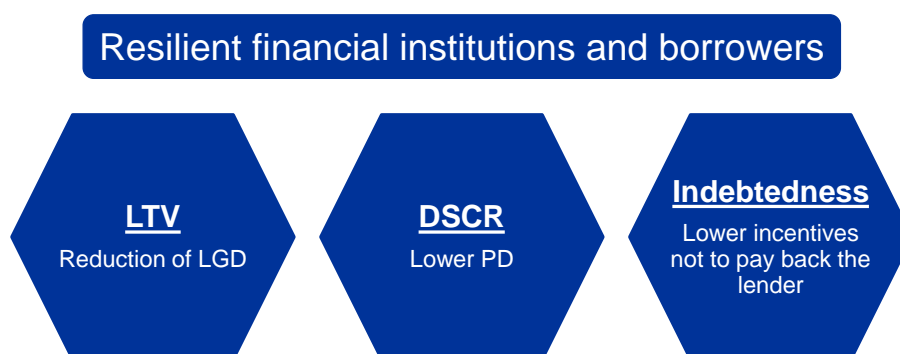 Resilient financial institutions and borrowers
LTV
Reduction of LGD
DSCR
Lower PD
Indebtedness
Lower incentives
not to pay back the
lender